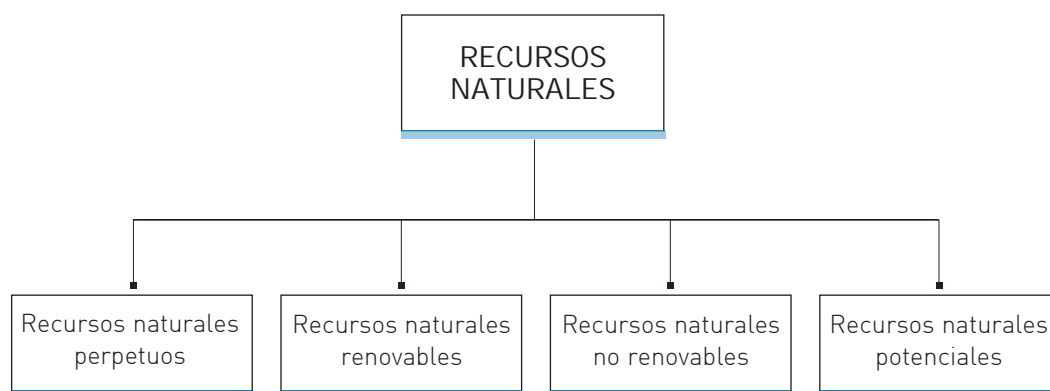 RECURSOS
NATURALES
Recursos naturales
perpetuos
Recursos naturales
renovables
Recursos naturales
no renovables
Recursos naturales
potenciales